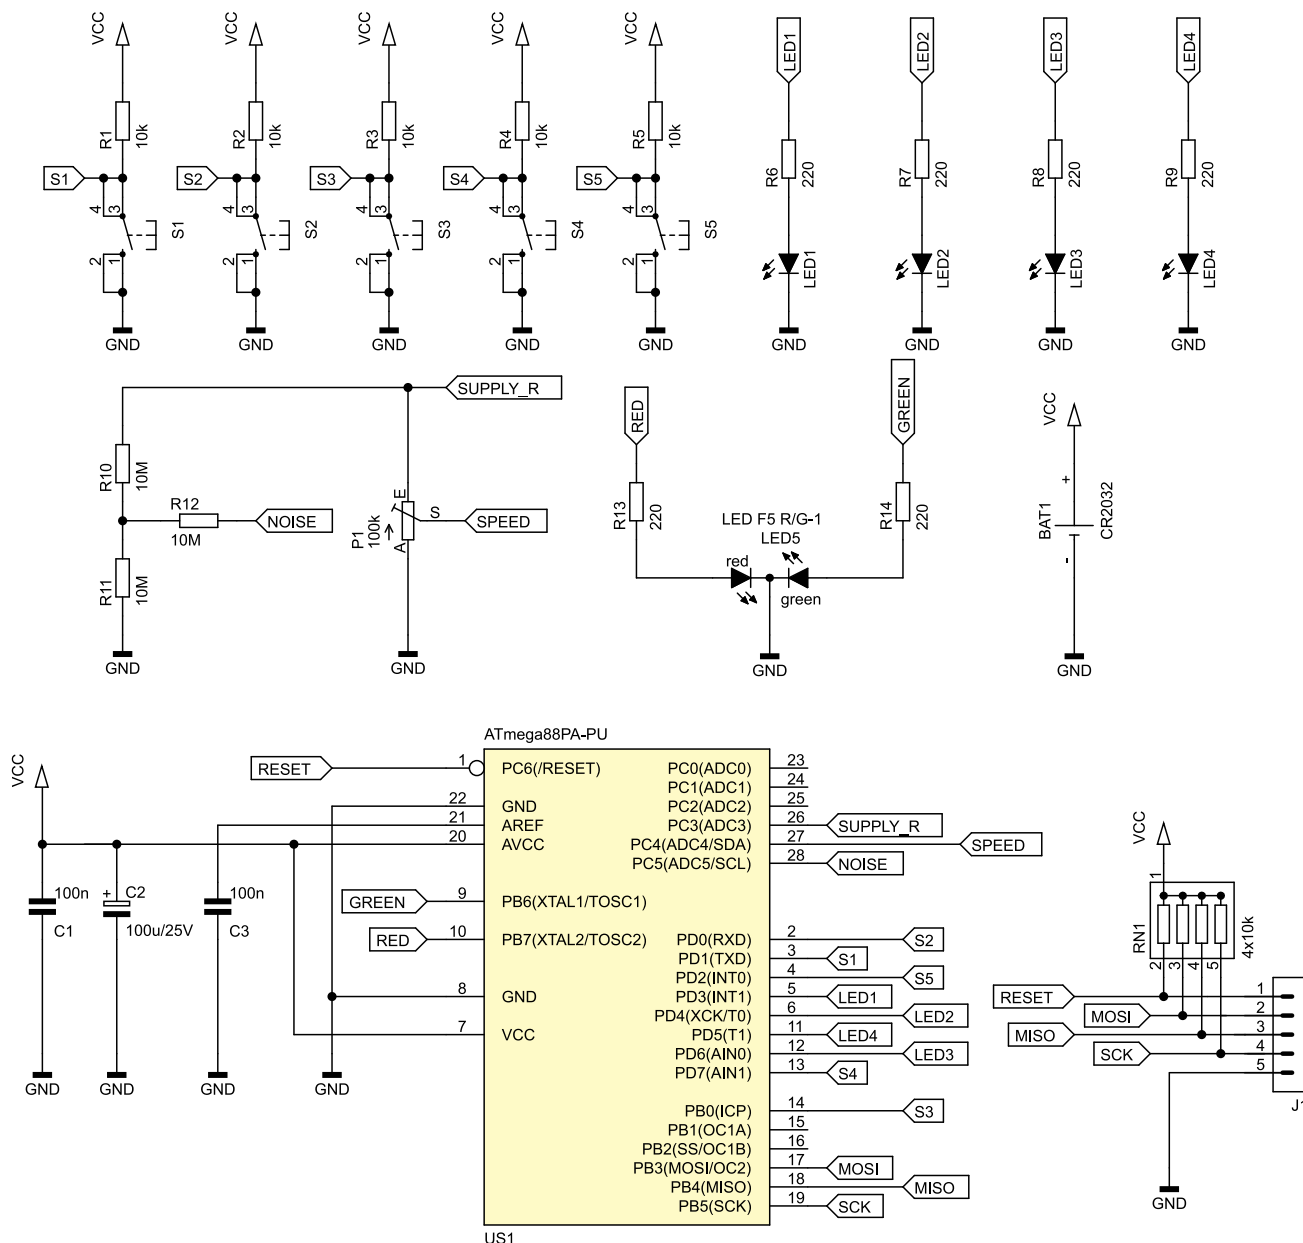 VCC VCC VCC VCC VCC LED1 LED2 LED3 LED4
R1 10k R2 10k R3 10k R4 10k R5 10k
R6 220 R7 220 R8 220 R9 220
S1 S2 S3 S4 S5
4 3 4 3 4 3 4 3 4 3
S1 S2 S3 S4 S5
2 1 2 1 2 1 2 1 2 1
LED1 LED2 LED3 LED4
GND GND GND GND GND GND GND GND GND
SUPPLY_R
RED GREEN VCC
R10 10M
R12
10M
NOISE
R11 10M
P1
100k
E
S
A
SPEED
R13 220
LED F5 R/G-1
LED5
red
green
R14 220
BAT1
+
-
CR2032
GND GND GND GND
ATmega88PA-PU
VCC
RESET 1 PC6(/RESET)
22 GND
21 AREF
20 AVCC
GREEN 9 PB6(XTAL1/TOSC1)
RED 10 PB7(XTAL2/TOSC2)
8 GND
7 VCC
100n
C1
+ C2
100u/25V
100n
C3
GND GND GND GND
PC0(ADC0) 23
PC1(ADC1) 24
PC2(ADC2) 25
PC3(ADC3) 26 SUPPLY_R
PC4(ADC4/SDA) 27 SPEED
PC5(ADC5/SCL) 28 NOISE
PD0(RXD) 2 S2
PD1(TXD) 3 S1
PD2(INT0) 4 S5
PD3(INT1) 5 LED1
PD4(XCK/T0) 6 LED2
PD5(T1) 11 LED4
PD6(AIN0) 12 LED3
PD7(AIN1) 13 S4
PB0(ICP) 14 S3
PB1(OC1A) 15
PB2(SS/OC1B) 16
PB3(MOSI/OC2) 17 MOSI
PB4(MISO) 18 MISO
PB5(SCK) 19 SCK
US1
VCC
1
RN1
4x10k
2 3 4 5
RESET 1
MOSI 2
MISO 3
SCK 4
5
J1
GND